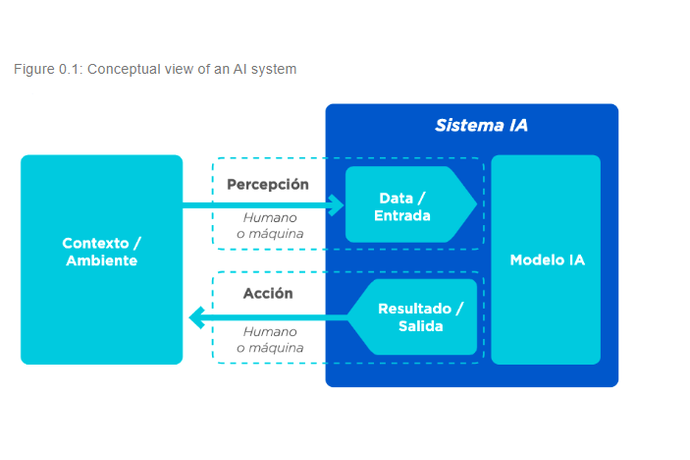 Figure 0.1: Conceptual view of an AI system
Sistema IA
Contexto /
Ambiente
Percepción
Humano
o máquina
Data /
Entrada
Modelo IA
Acción
Humano
o máquina
Resultado /
Salida